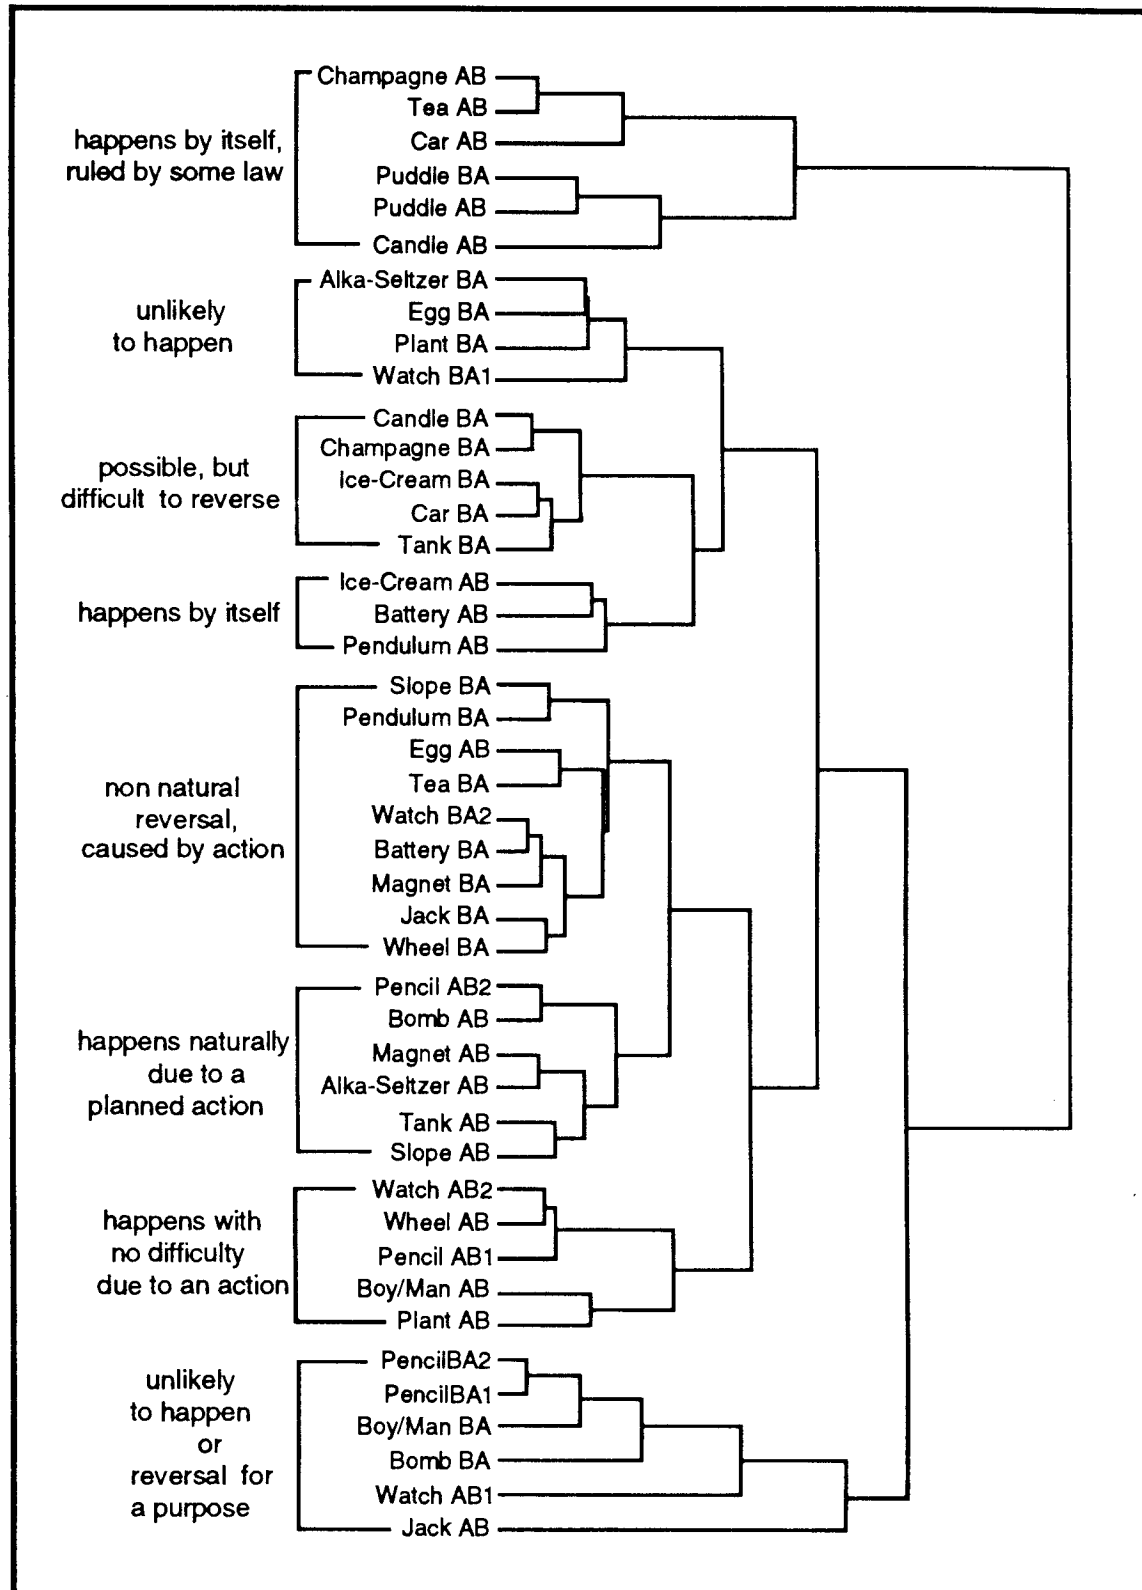 Champagne AB
Tea AB
happens by itself,
ruled by some law
Car AB
Puddle BA
Puddle AB
Candle AB
Alka-Seltzer BA
unlikely
to happen
Egg BA
Plant BA
Watch BA1
Candle BA
Champagne BA
possible, but
difficult to reverse
Ice-Cream BA
Car BA
Tank BA
Ice-Cream AB
happens by itself
Battery AB
Pendulum AB
Slope BA
Pendulum BA
Egg AB
Tea BA
non natural
reversal,
caused by action
Watch BA2
Battery BA
Magnet BA
Jack BA
Wheel BA
Pencil AB2
Bomb AB
happens naturally
due to a
planned action
Magnet AB
Alka-Seltzer AB
Tank AB
Slope AB
Watch AB2
happens with
no difficulty
due to an action
Wheel AB
Pencil AB1
Boy/Man AB
Plant AB
PencilBA2
unlikely
to happen
or
reversal for
a purpose
PencilBA1
Boy/Man BA
Bomb BA
Watch AB1
Jack AB